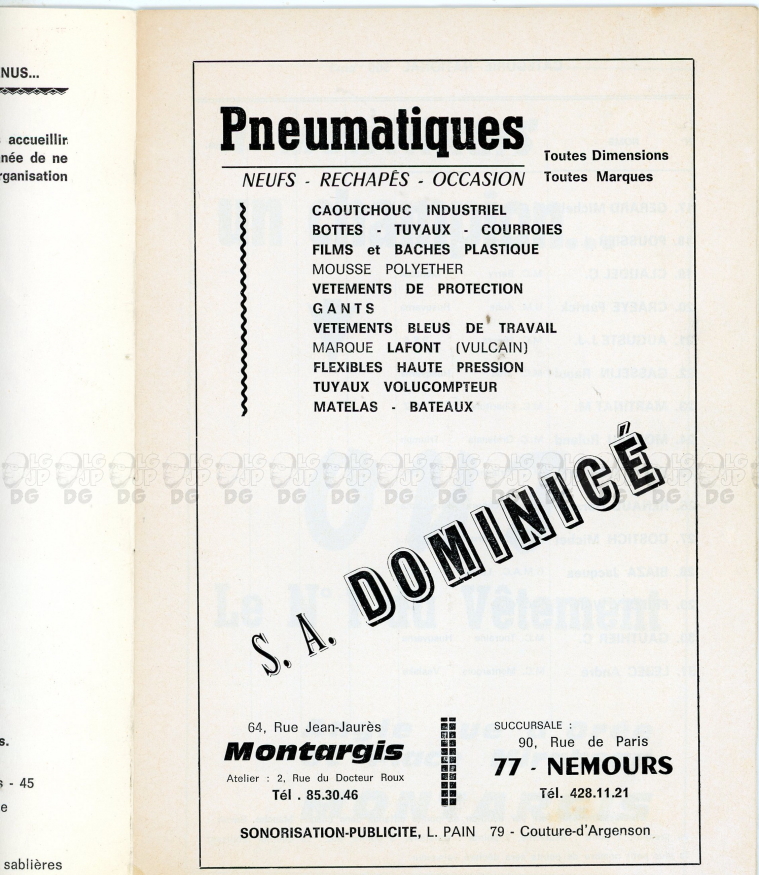 NUS...
accueillir
née de ne
rganisation
s.
s - 45
e
sablières
Pneumatiques
Toutes Dimensions
NEUFS - RECHAPÉS - OCCASION
Toutes Marques
CAOUTCHOUC INDUSTRIEL
BOTTES - TUYAUX - COURROIES
FILMS et BACHES PLASTIQUE
MOUSSE POLYETHER
VETEMENTS DE PROTECTION
GANTS
VETEMENTS BLEUS DE TRAVAIL
MARQUE LAFONT (VULCAIN)
FLEXIBLES HAUTE PRESSION
TUYAUX VOLUCOMPTEUR
MATELAS - BATEAUX
S. A. DOMINICÉ
64, Rue Jean-Jaurès
Montargis
Atelier : 2, Rue du Docteur Roux
Tél . 85.30.46
SUCCURSALE :
90, Rue de Paris
77 - NEMOURS
Tél. 428.11.21
SONORISATION-PUBLICITE, L. PAIN 79 - Couture-d'Argenson